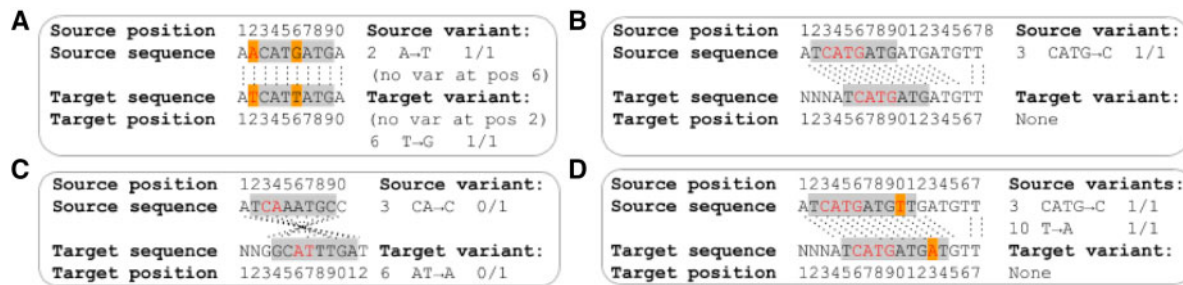 A
Source position 1234567890 Source variant:
Source sequence AACATGATGA 2 A→T 1/1
(no var at pos 6)
Target sequence ATCATTATGA Target variant:
Target position 1234567890 (no var at pos 2)
6 T→G 1/1
B
Source position 123456789012345678 Source variant:
Source sequence ATCATGATGATGATGTT 3 CATG→C 1/1
Target sequence NNNATCATGATGATGTT Target variant:
Target position 12345678901234567 None
C
Source position 1234567890 Source variant:
Source sequence ATCAAATGCC 3 CA→C 0/1
Target sequence NNGGCATTTGAT Target variant:
Target position 123456789012 6 AT→A 0/1
D
Source position 12345678901234567 Source variants:
Source sequence ATCATGATGTTGATGTT 3 CATG→C 1/1
10 T→A 1/1
Target sequence NNNATCATGATGATGTT Target variant:
Target position 12345678901234567 None